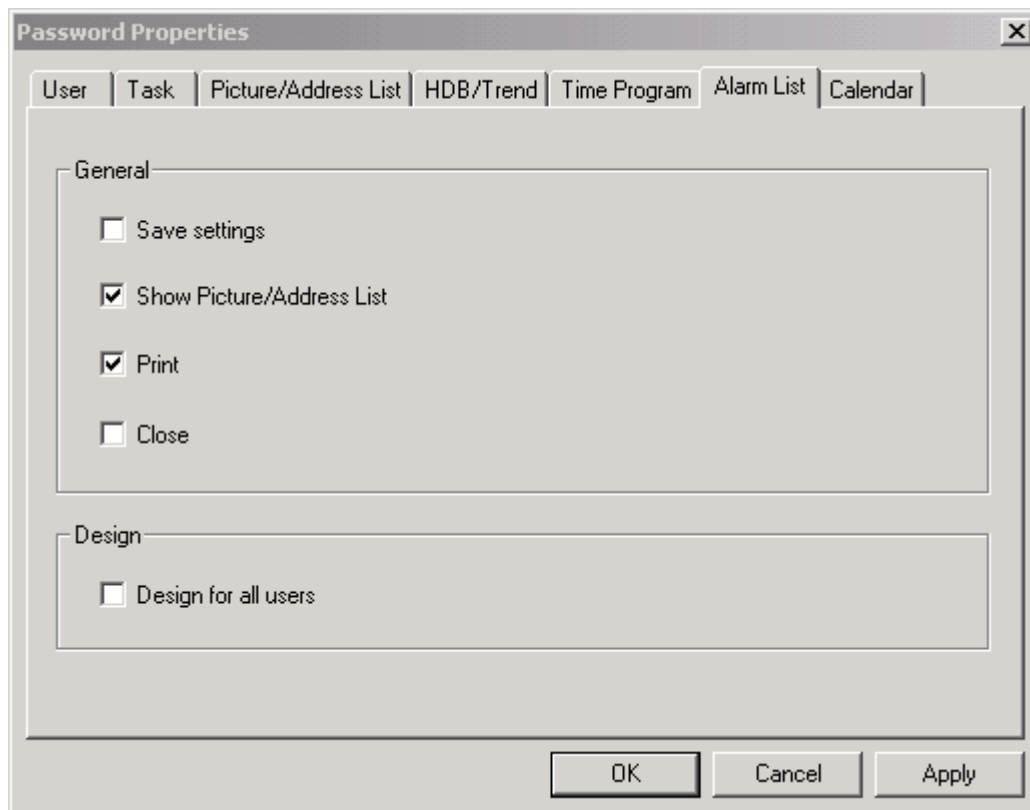 Password Properties
User Task Picture/Address List HDB/Trend Time Program Alarm List Calendar
General
Save settings
Show Picture/Address List
Print
Close
Design
Design for all users
OK Cancel Apply